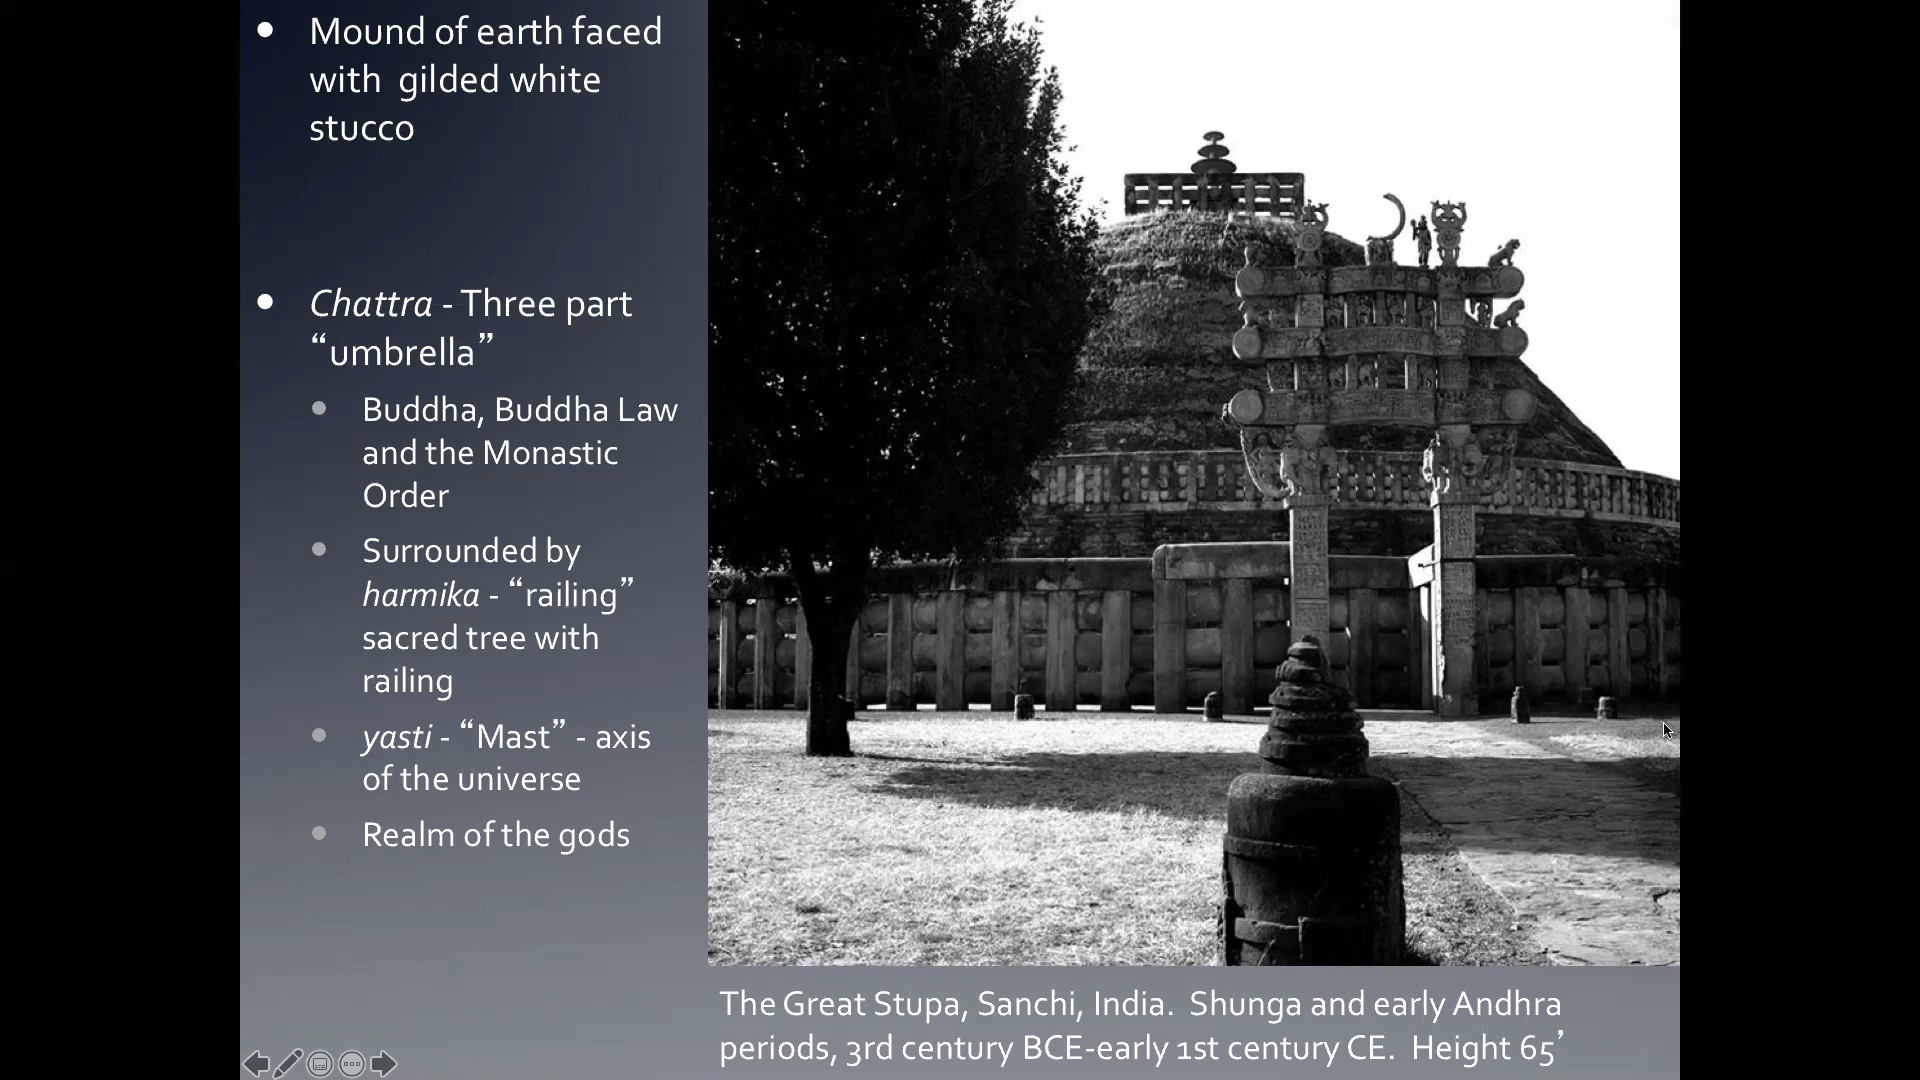 Mound of earth faced
with  gilded white
stucco
Chattra - Three part
“umbrella”
Buddha, Buddha Law
and the Monastic
Order
Surrounded by
harmika - “railing”
sacred tree with
railing
yasti - “Mast” - axis
of the universe
Realm of the gods
The Great Stupa, Sanchi, India.  Shunga and early Andhra
periods, 3rd century BCE-early 1st century CE.  Height 65’